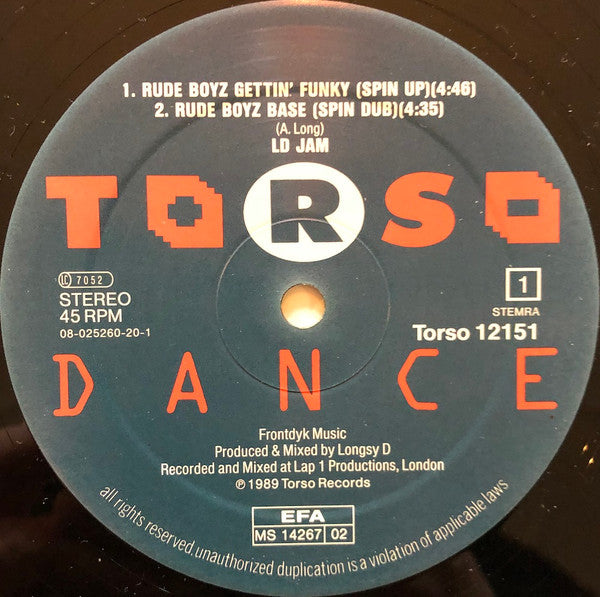 1. RUDE BOYZ GETTIN' FUNKY (SPIN UP)(4:46)
2. RUDE BOYZ BASE (SPIN DUB)(4:35)
(A. Long)
LD JAM
TORSO
LC 7052
STEREO
45 RPM
08-025260-20-1
1
STEMRA
Torso 12151
DANCE
Frontdyk Music
Produced & Mixed by Longsy D
Recorded and Mixed at Lap 1 Productions, London
℗ 1989 Torso Records
EFA
MS 14267 02
all rights reserved, unauthorized duplication is a violation of applicable laws